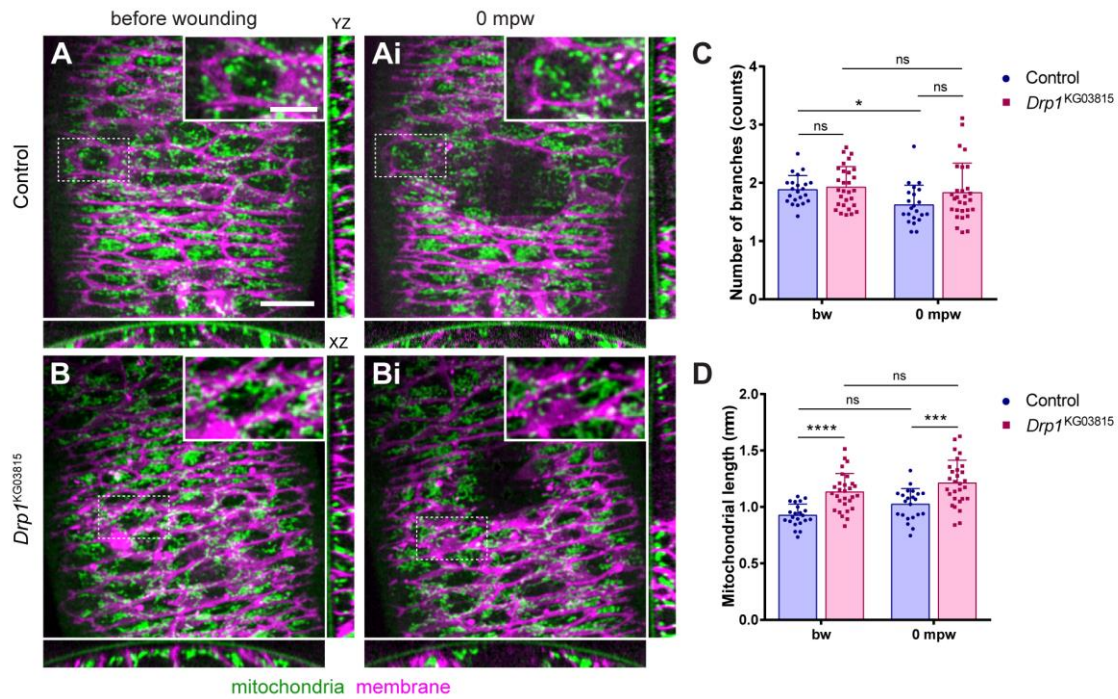 before wounding
0 mpw
YZ
A
Ai
Control
XZ
B
Bi
Drp1KG03815
mitochondria membrane
C
Number of branches (counts)
4
3
2
1
0
ns
*
ns
ns
bw
0 mpw
Control
Drp1KG03815
D
Mitochondrial length (mm)
2.0
1.5
1.0
0.5
0.0
ns
ns
****
***
bw
0 mpw
Control
Drp1KG03815